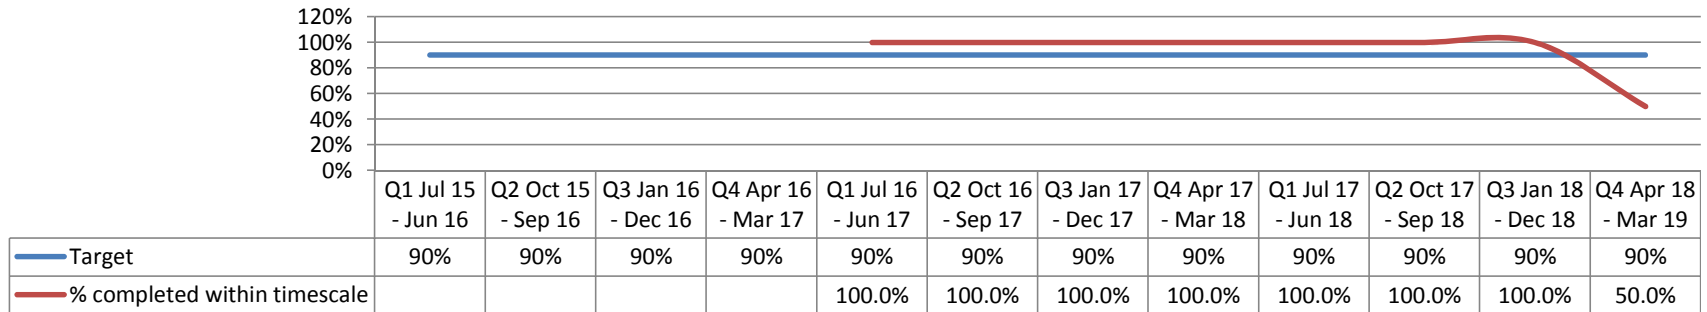 120%
100%
80%
60%
40%
20%
0%
Q1 Jul 15 Q2 Oct 15 Q3 Jan 16 Q4 Apr 16 Q1 Jul 16 Q2 Oct 16 Q3 Jan 17 Q4 Apr 17 Q1 Jul 17 Q2 Oct 17 Q3 Jan 18 Q4 Apr 18
- Jun 16 - Sep 16 - Dec 16 - Mar 17 - Jun 17 - Sep 17 - Dec 17 - Mar 18 - Jun 18 - Sep 18 - Dec 18 - Mar 19
Target 90% 90% 90% 90% 90% 90% 90% 90% 90% 90% 90% 90%
% completed within timescale 100.0% 100.0% 100.0% 100.0% 100.0% 100.0% 100.0% 50.0%